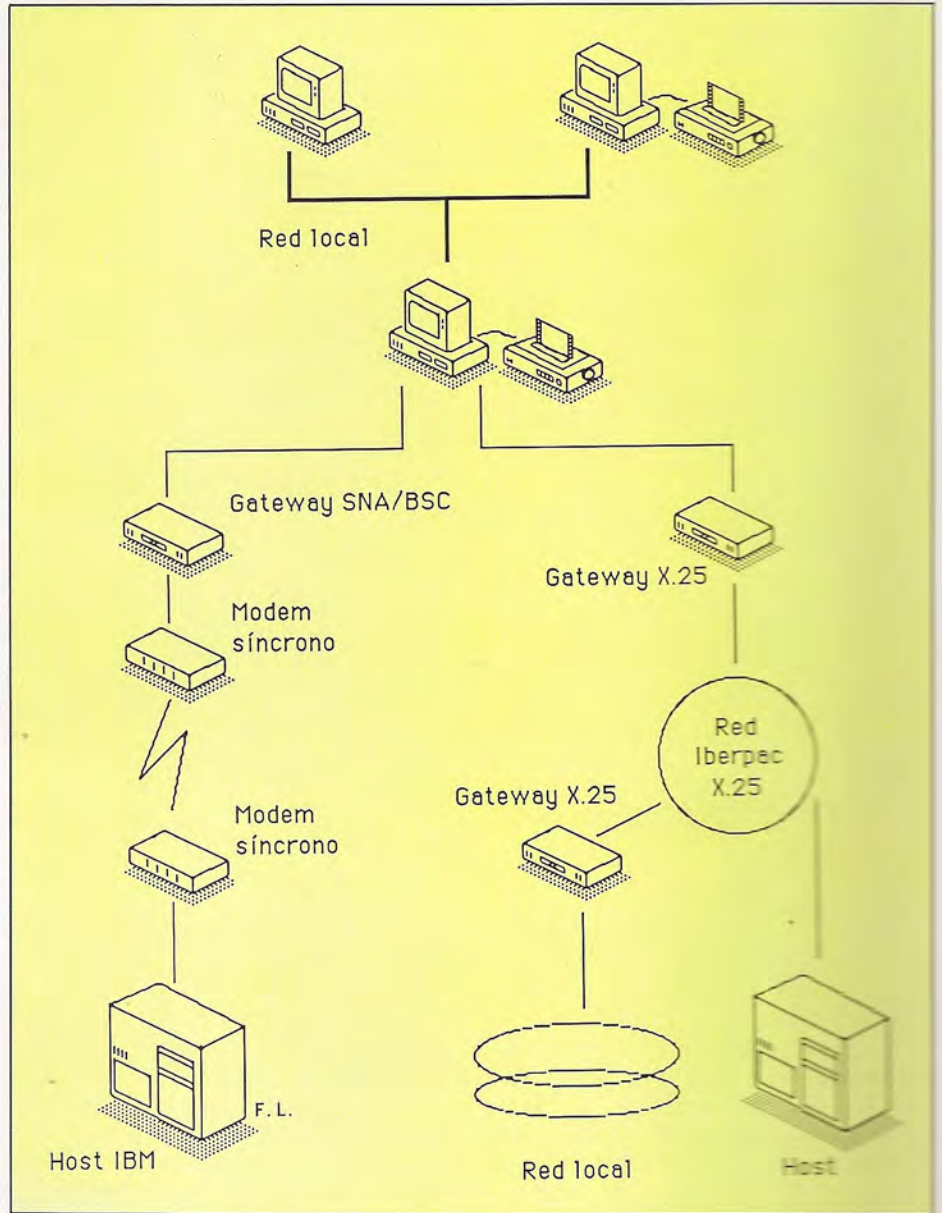 Red local
Gateway SNA/BSC
Gateway X.25
Modem
síncrono
Red
Iberpac
X.25
Gateway X.25
Modem
síncrono
F.L.
Host IBM
Red local
Host